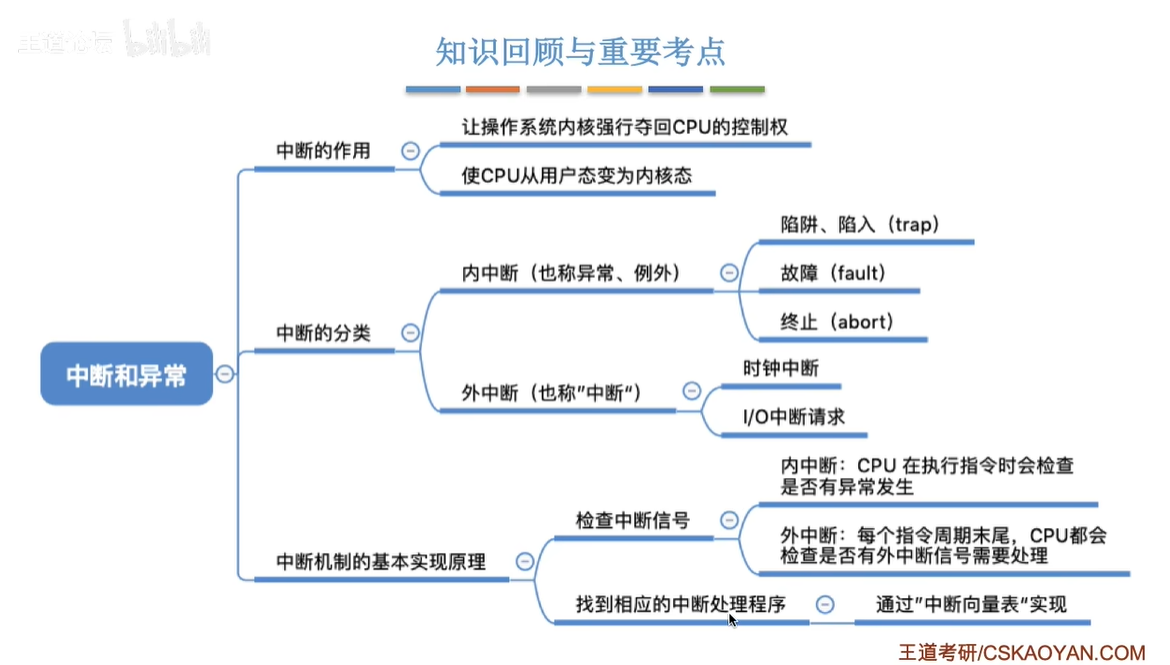 王道论坛 bilibili
知识回顾与重要考点
中断的作用
让操作系统内核强行夺回CPU的控制权
使CPU从用户态变为内核态
中断和异常
中断的分类
内中断（也称异常、例外）
陷阱、陷入（trap）
故障（fault）
终止（abort）
外中断（也称”中断“）
时钟中断
I/O中断请求
中断机制的基本实现原理
检查中断信号
内中断：CPU 在执行指令时会检查
是否有异常发生
外中断：每个指令周期末尾，CPU都会
检查是否有外中断信号需要处理
找到相应的中断处理程序
通过”中断向量表“实现
王道考研/CSKAOYAN.COM